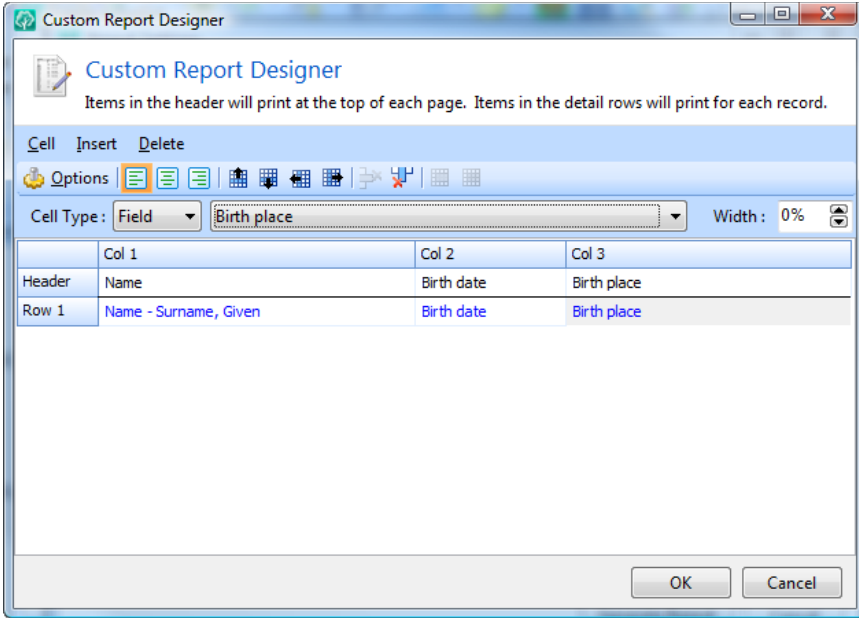 Custom Report Designer
Custom Report Designer
Items in the header will print at the top of each page. Items in the detail rows will print for each record.
Cell Insert Delete
Options
Cell Type : Field Birth place Width : 0%
Col 1 Col 2 Col 3
Header Name Birth date Birth place
Row 1 Name - Surname, Given Birth date Birth place
OK Cancel